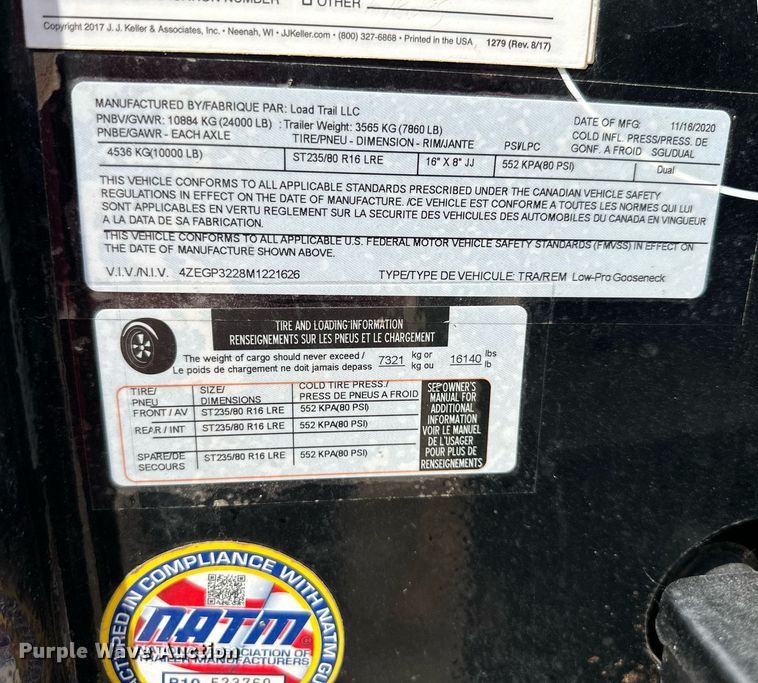 OTHER
Copyright 2017 J. J. Keller & Associates, Inc. • Neenah, WI • JJKeller.com • (800) 327-6868 • Printed in the USA 1279 (Rev. 8/17)
MANUFACTURED BY/FABRIQUE PAR: Load Trail LLC
PNBV/GVWR: 10884 KG (24000 LB) : Trailer Weight: 3565 KG (7860 LB) DATE OF MFG: 11/16/2020
PNBE/GAWR - EACH AXLE TIRE/PNEU - DIMENSION - RIM/JANTE PSI/LPC COLD INFL. PRESS/PRESS. DE
GONF. A FROID SGL/DUAL
4536 KG(10000 LB) ST235/80 R16 LRE 16" X 8" JJ 552 KPA(80 PSI) Dual
THIS VEHICLE CONFORMS TO ALL APPLICABLE STANDARDS PRESCRIBED UNDER THE CANADIAN VEHICLE SAFETY
REGULATIONS IN EFFECT ON THE DATE OF MANUFACTURE. /CE VEHICLE EST CONFORME A TOUTES LES NORMES QUI LUI
SONT APPLICABLES EN VERTU REGLEMENT SUR LA SECURITE DES VEHICULES DES AUTOMOBILES DU CANADA EN VINGUEUR
A LA DATA DE SA FABRICATION.
THIS VEHICLE CONFORMS TO ALL APPLICABLE U.S. FEDERAL MOTOR VEHICLE SAFETY STANDARDS (FMVSS) IN EFFECT ON
THE DATE OF MANUFACTURE SHOWN ABOVE.
V.I.V./N.I.V. 4ZEGP3228M1221626 TYPE/TYPE DE VEHICULE: TRA/REM Low-Pro Gooseneck
TIRE AND LOADING INFORMATION
RENSEIGNEMENTS SUR LES PNEUS ET LE CHARGEMENT
The weight of cargo should never exceed / 7321 kg or 16140 lbs
Le poids de chargement ne doit jamais depass kg ou lb
TIRE/ SIZE/ COLD TIRE PRESS./
PNEU DIMENSIONS PRESS DE PNEUS A FROID
FRONT / AV ST235/80 R16 LRE 552 KPA(80 PSI)
REAR / INT ST235/80 R16 LRE 552 KPA(80 PSI)
SPARE/DE ST235/80 R16 LRE 552 KPA(80 PSI)
SECOURS
SEE OWNER'S
MANUAL FOR
ADDITIONAL
INFORMATION
VOIR LE MANUEL
DE L'USAGER
POUR PLUS DE
RENSEIGNEMENTS
IN COMPLIANCE WITH NATM
NATM
ASSOCIATION OF
TRAILER MANUFACTURERS
Purple Wave Auction